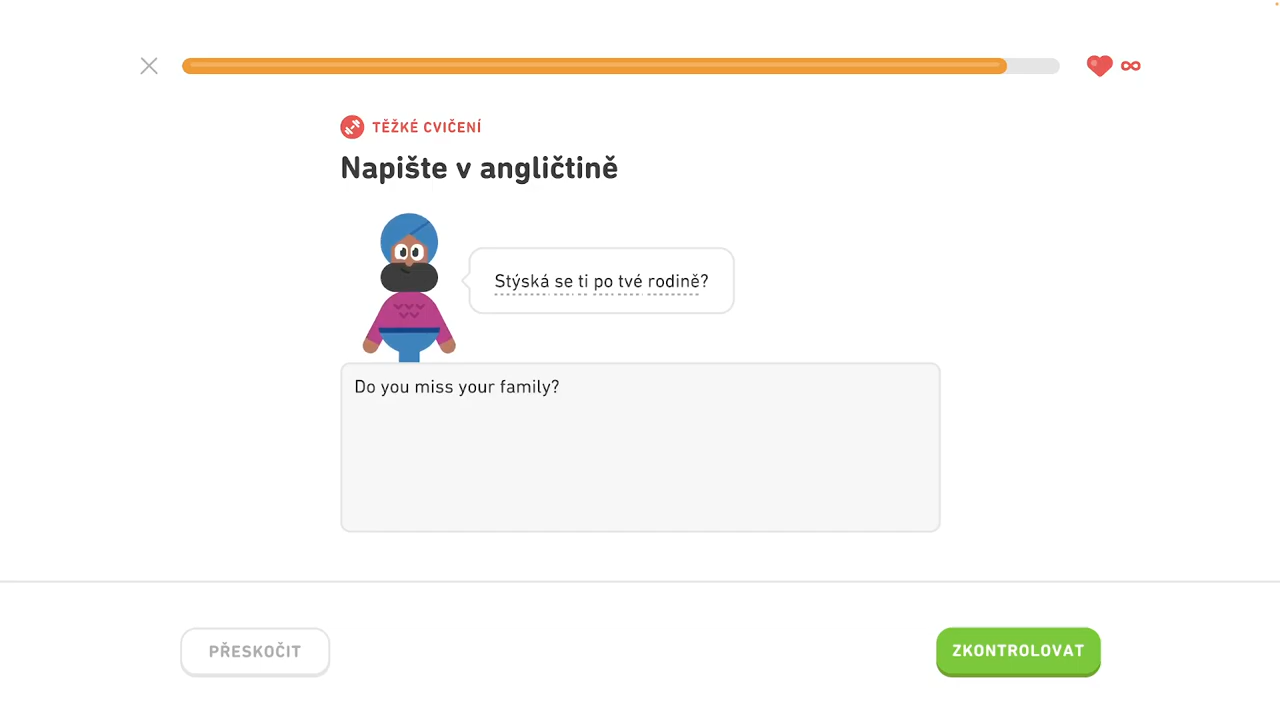 ∞
TĚŽKÉ CVIČENÍ
Napište v angličtině
Stýská se ti po tvé rodině?
Do you miss your family?
PŘESKOČIT
ZKONTROLOVAT